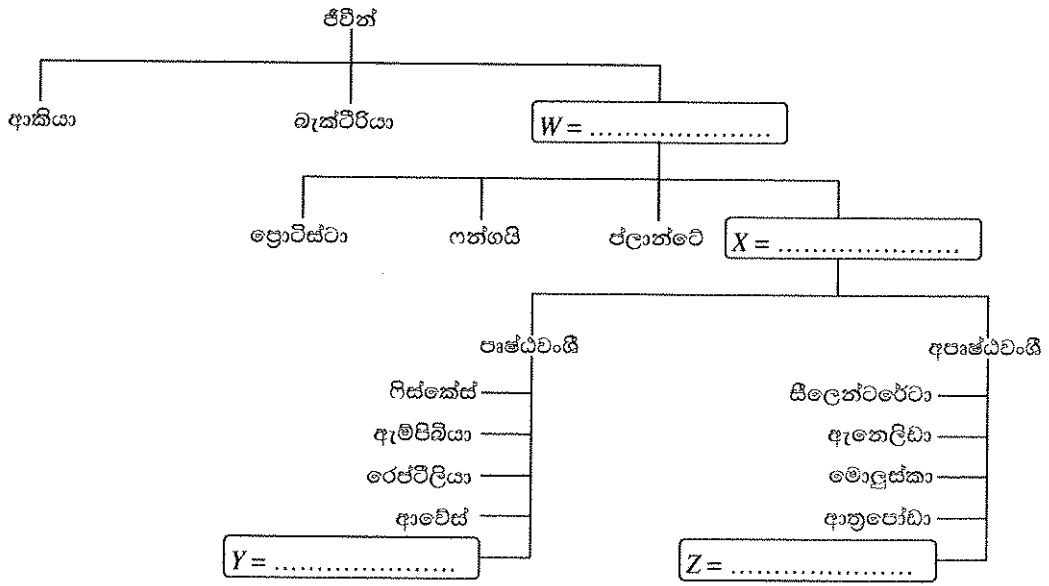 ජීවීන්
ආකියා
බැක්ටීරියා
W = .....................
ප්‍රොටිස්ටා
ෆන්ගයි
ප්ලාන්ටේ
X = .....................
පෘෂ්ඨවංශී
අපෘෂ්ඨවංශී
ෆිස්කේස්
ඇම්පිබියා
රෙප්ටීලියා
ආවේස්
Y = .....................
සීලෙන්ටරේටා
ඇනෙලිඩා
මොලුස්කා
ආත්‍රපෝඩා
Z = .....................